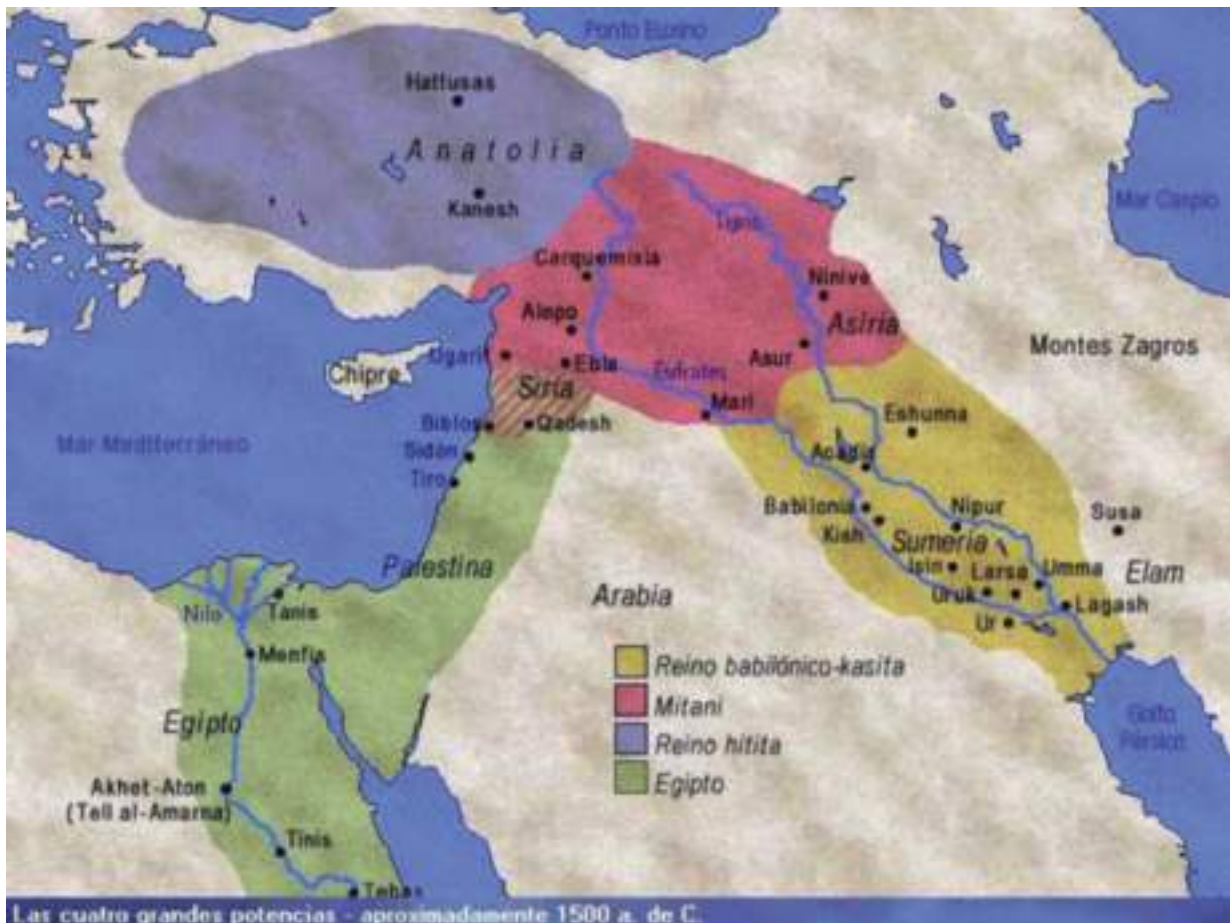 Ponto Euxino
Hattusas
Anatolia
Kanesh
Mar Caspio
Tigris
Carquemisia
Ninive
Alepo
Asiria
Ugarit
Ebla
Asur
Montes Zagros
Chipre
Siria
Eufrates
Mari
Eshunna
Biblos
Qadesh
Mar Mediterráneo
Sidón
Acadia
Tiro
Babilonia
Nipur
Susa
Kish
Sumeria
Palestina
Isin
Larsa
Umma
Elam
Arabia
Uruk
Lagash
Nilo
Tanis
Ur
Menfis
Reino babilónico-kasita
Mitani
Egipto
Golfo
Pérsico
Reino hitita
Egipto
Akhet-Aton
(Tell al-Amarna)
Tinis
Tebas
Las cuatro grandes potencias - aproximadamente 1500 a. de C.